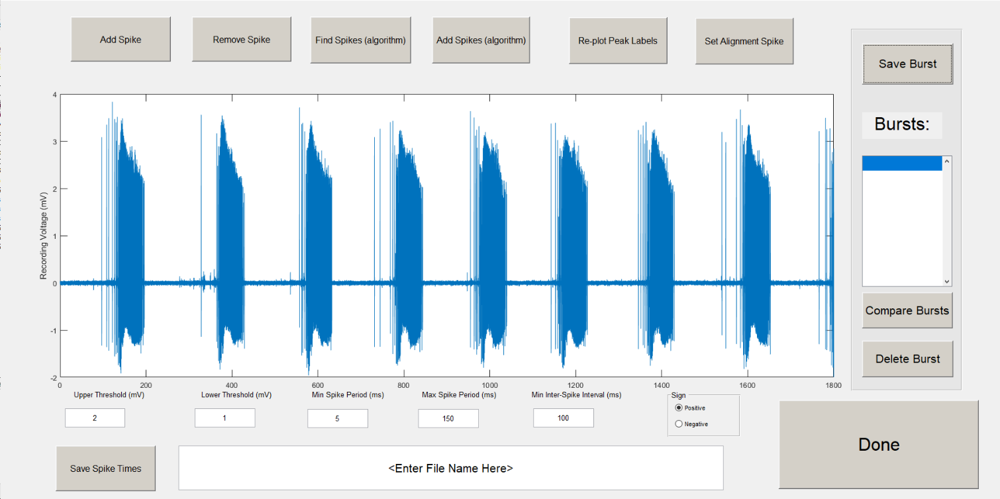 Add Spike
Remove Spike
Find Spikes (algorithm)
Add Spikes (algorithm)
Re-plot Peak Labels
Set Alignment Spike
Save Burst
Bursts:
Compare Bursts
Delete Burst
Recording Voltage (mV)
4
3
2
1
0
-1
-2
0 200 400 600 800 1000 1200 1400 1600 1800
Upper Threshold (mV)
Lower Threshold (mV)
Min Spike Period (ms)
Max Spike Period (ms)
Min Inter-Spike Interval (ms)
2
1
5
150
100
Sign
Positive
Negative
Save Spike Times
<Enter File Name Here>
Done